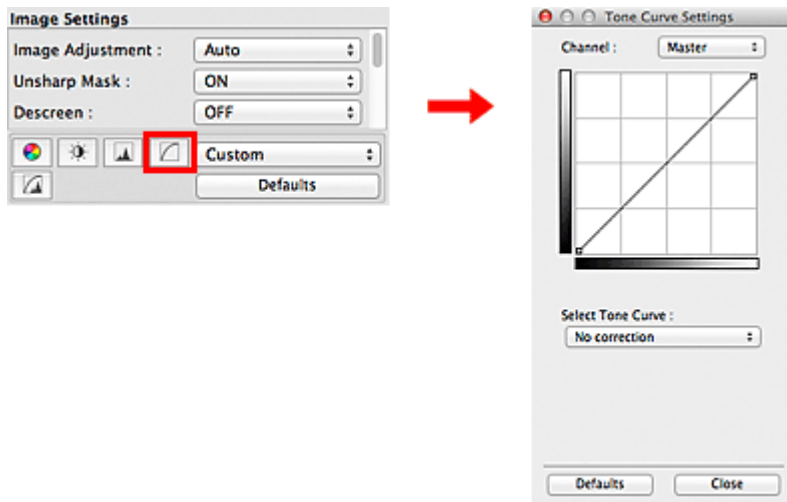 Image Settings
Image Adjustment : Auto
Unsharp Mask : ON
Descreen : OFF
Custom
Defaults
Tone Curve Settings
Channel : Master
Select Tone Curve :
No correction
Defaults Close